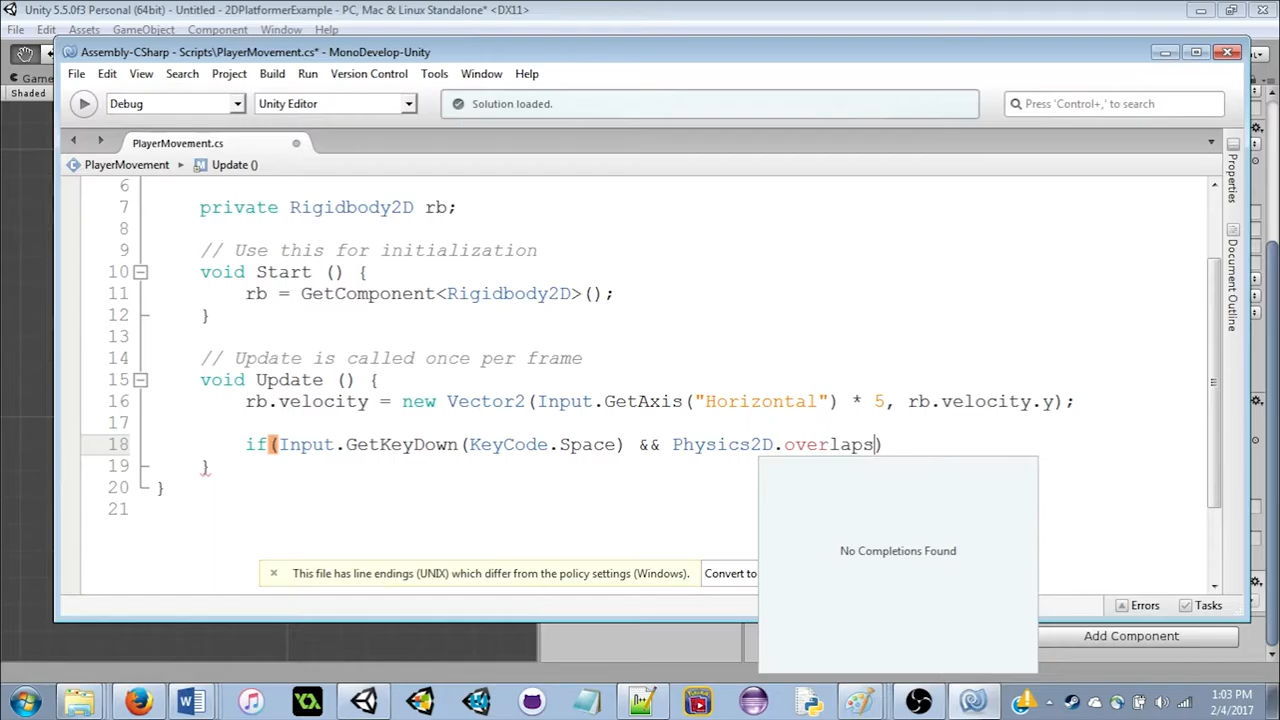 Unity 5.5.0f3 Personal (64bit) - Untitled - 2DPlatformerExample - PC, Mac & Linux Standalone* <DX11>
File Edit Assets GameObject Component Window Help
Assembly-CSharp - Scripts\PlayerMovement.cs* - MonoDevelop-Unity
File Edit View Search Project Build Run Version Control Tools Window Help
Game
Shaded
Debug Unity Editor Solution loaded. Press 'Control+,' to search
PlayerMovement.cs
PlayerMovement Update ()
Properties
Document Outline
6
7 private Rigidbody2D rb;
8
9 // Use this for initialization
10 void Start () {
11 rb = GetComponent<Rigidbody2D>();
12 }
13
14 // Update is called once per frame
15 void Update () {
16 rb.velocity = new Vector2(Input.GetAxis("Horizontal") * 5, rb.velocity.y);
17
18 if(Input.GetKeyDown(KeyCode.Space) && Physics2D.overlaps)
19 }
20 }
21
No Completions Found
This file has line endings (UNIX) which differ from the policy settings (Windows). Convert to
Errors Tasks
Add Component
1:03 PM
2/4/2017